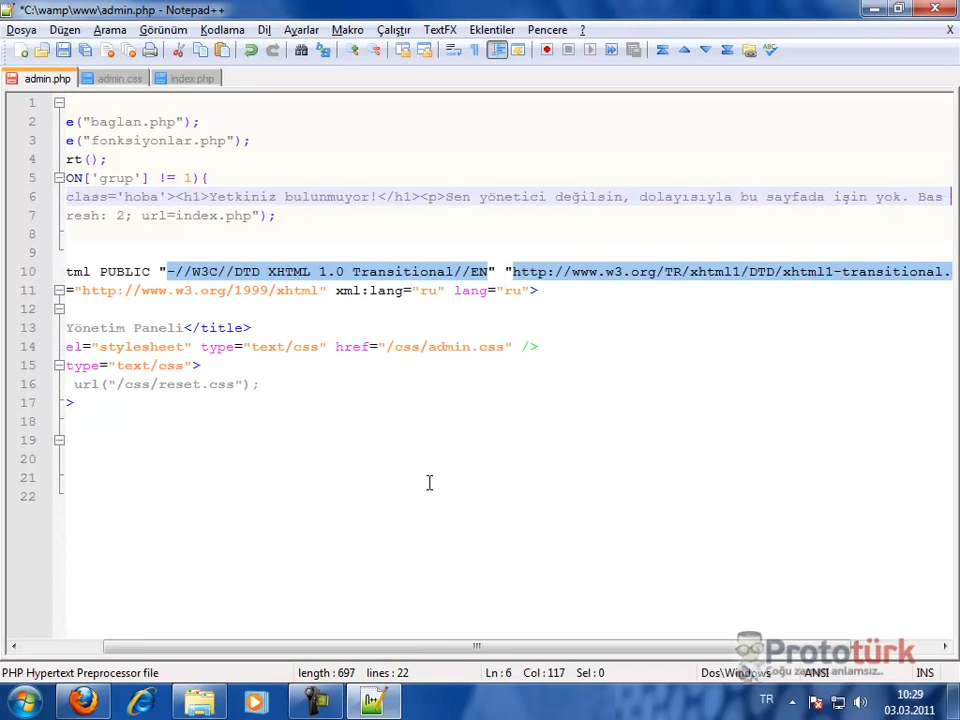 *C:\wamp\www\admin.php - Notepad++
Dosya Düzen Arama Görünüm Kodlama Dil Ayarlar Makro Çalıştır TextFX Eklentiler Pencere ? X
admin.php admin.css index.php
1
2 e("baglan.php");
3 e("fonksiyonlar.php");
4 rt();
5 ON['grup'] != 1){
6 class='hoba'><h1>Yetkiniz bulunmuyor!</h1><p>Sen yönetici değilsin, dolayısıyla bu sayfada işin yok. Bas
7 resh: 2; url=index.php");
8
9
10 tml PUBLIC "-//W3C//DTD XHTML 1.0 Transitional//EN" "http://www.w3.org/TR/xhtml1/DTD/xhtml1-transitional.
11 ="http://www.w3.org/1999/xhtml" xml:lang="ru" lang="ru">
12
13 Yönetim Paneli</title>
14 el="stylesheet" type="text/css" href="/css/admin.css" />
15 type="text/css">
16 url("/css/reset.css");
17 >
18
19
20
21
22
Prototürk
Çoğu zaman anlamsız..
PHP Hypertext Preprocessor file length : 697 lines : 22 Ln : 6 Col : 117 Sel : 0 Dos\Windows ANSI INS
TR 10:29
03.03.2011